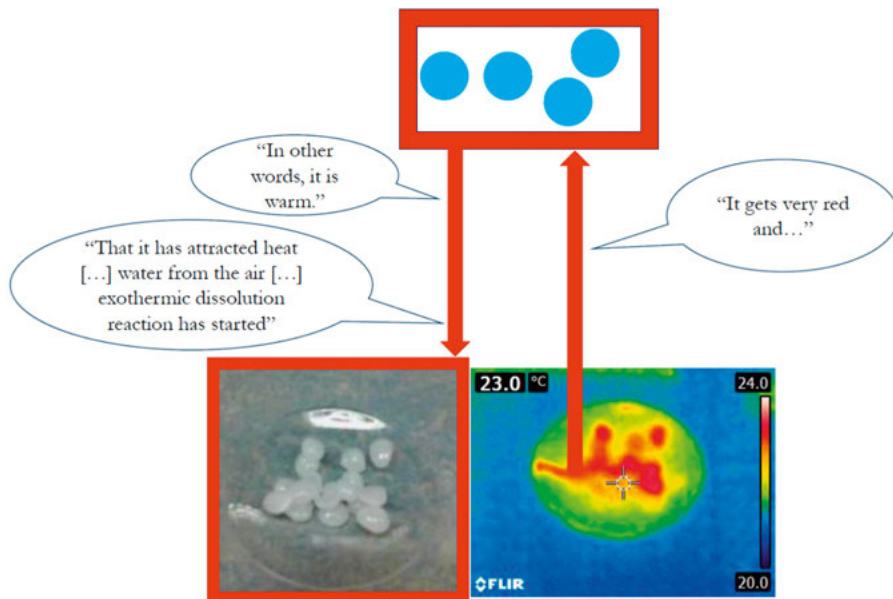 “In other
words, it is
warm.”
“It gets very red
and…”
“That it has attracted heat
[…] water from the air […]
exothermic dissolution
reaction has started”
23.0 °C
24.0
20.0
FLIR